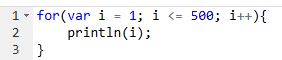 1 for(var i = 1; i <= 500; i++){
2     println(i);
3 }